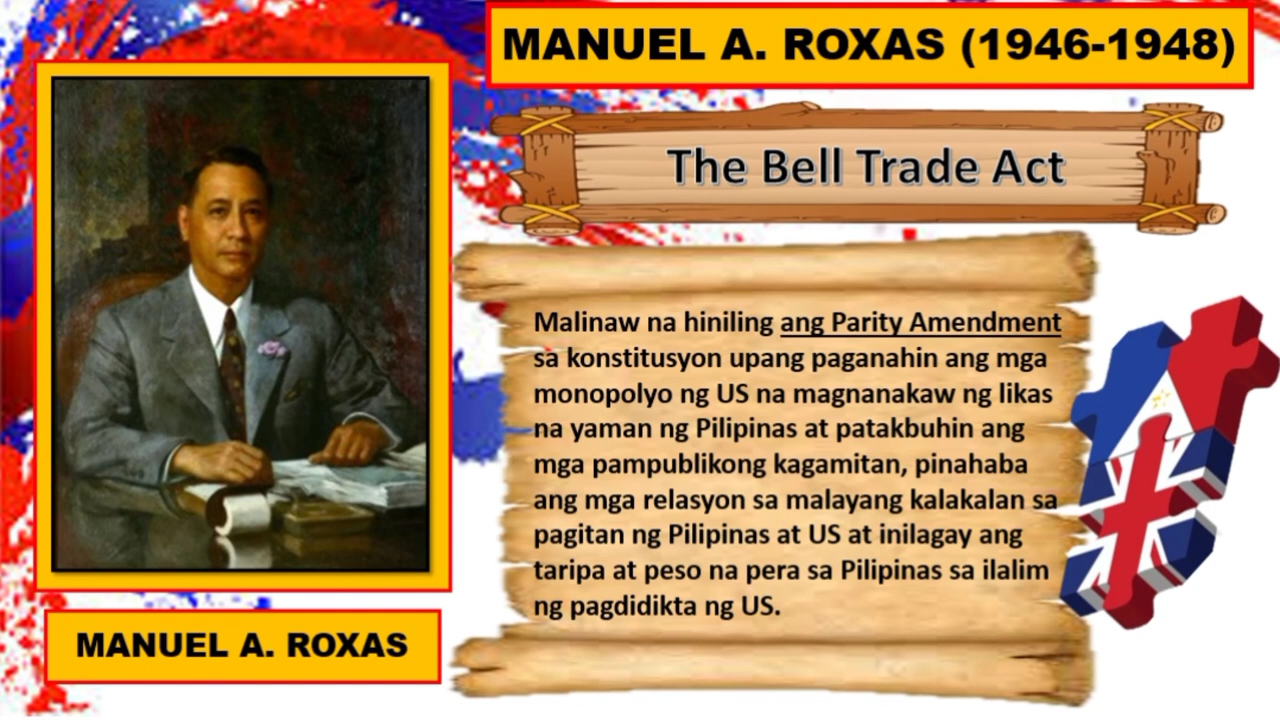 MANUEL A. ROXAS (1946-1948)
The Bell Trade Act
Malinaw na hiniling ang Parity Amendment
sa konstitusyon upang paganahin ang mga
monopolyo ng US na magnanakaw ng likas
na yaman ng Pilipinas at patakbuhin ang
mga pampublikong kagamitan, pinahaba
ang mga relasyon sa malayang kalakalan sa
pagitan ng Pilipinas at US at inilagay ang
taripa at peso na pera sa Pilipinas sa ilalim
ng pagdidikta ng US.
MANUEL A. ROXAS